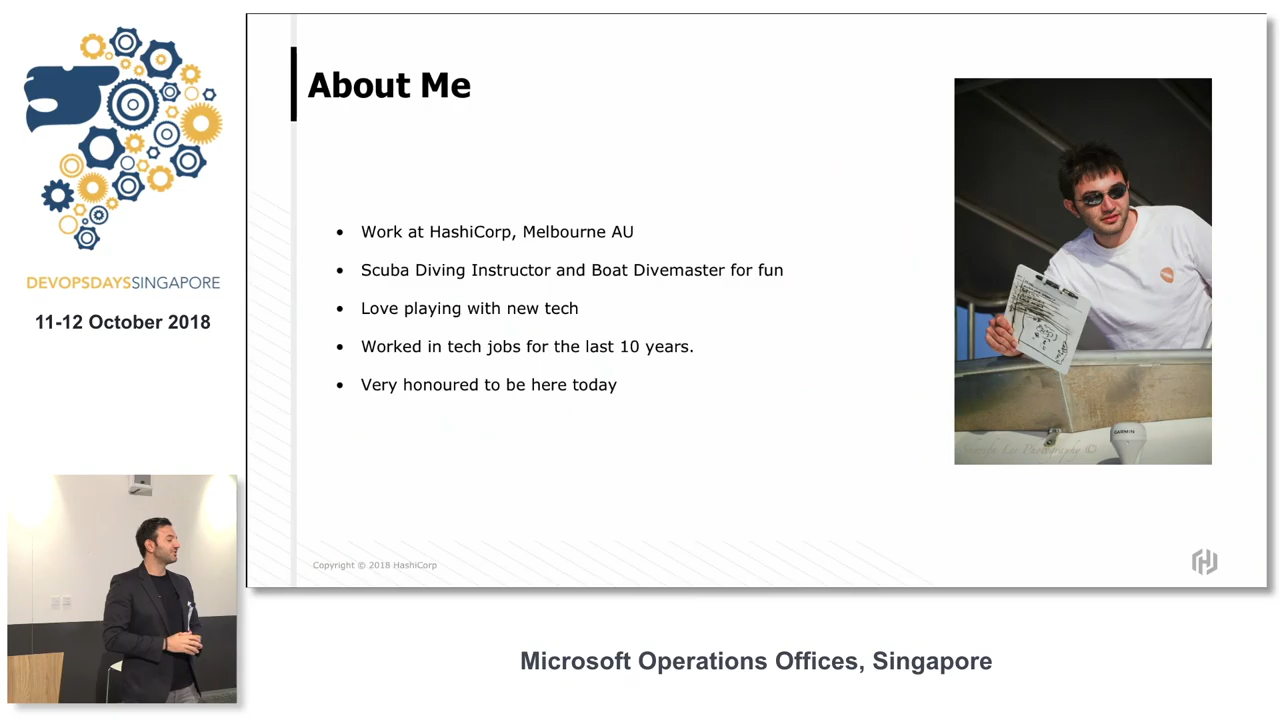 DEVOPSDAYSSINGAPORE
11-12 October 2018
About Me
• Work at HashiCorp, Melbourne AU
• Scuba Diving Instructor and Boat Divemaster for fun
• Love playing with new tech
• Worked in tech jobs for the last 10 years.
• Very honoured to be here today
GARMIN
Photography ©
Copyright © 2018 HashiCorp
Microsoft Operations Offices, Singapore